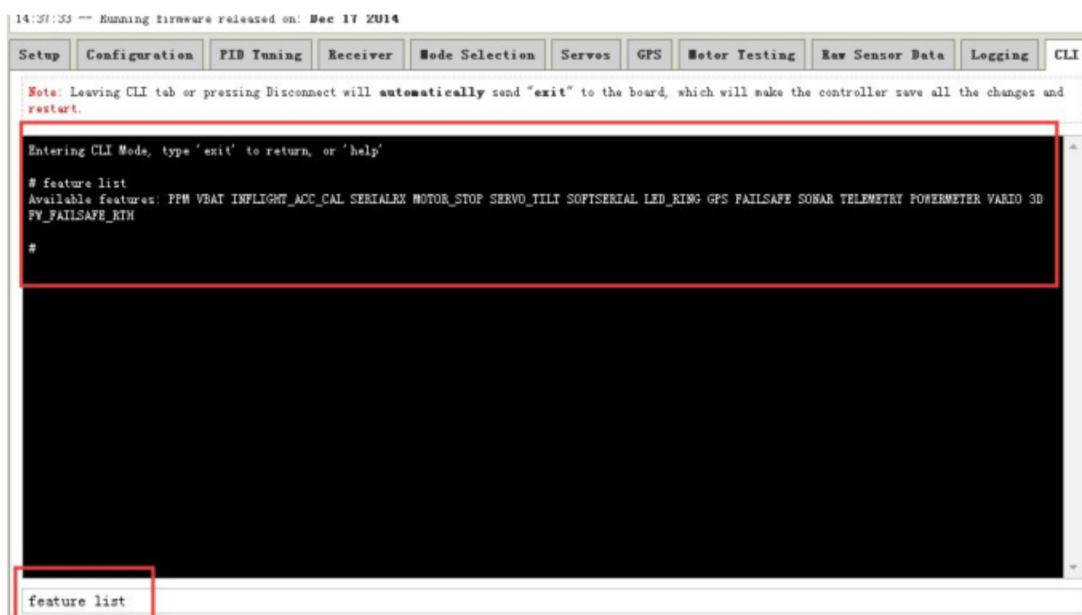 14:37:33 -- Running firmware released on: Dec 17 2014
Setup Configuration PID Tuning Receiver Mode Selection Servos GPS Motor Testing Raw Sensor Data Logging CLI
Note: Leaving CLI tab or pressing Disconnect will automatically send "exit" to the board, which will make the controller save all the changes and
restart.
Entering CLI Mode, type 'exit' to return, or 'help'
# feature list
Available features: PPM VBAT INFLIGHT_ACC_CAL SERIALRX MOTOR_STOP SERVO_TILT SOFTSERIAL LED_RING GPS FAILSAFE SONAR TELEMETRY POWERMETER VARIO 3D
FW_FAILSAFE_RTH
#
feature list